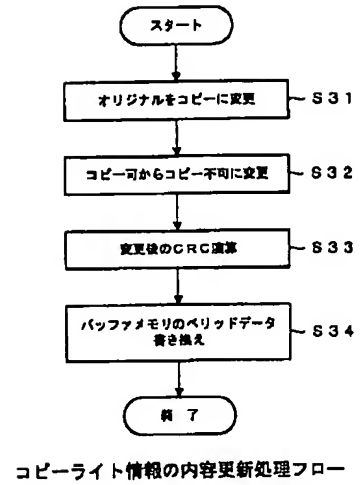 スタート
オリジナルをコピーに変更
S31
コピー可からコピー不可に変更
S32
変更後のCRC演算
S33
バッファメモリのベリッドデータ
書き換え
S34
終了
コピーライト情報の内容更新処理フロー